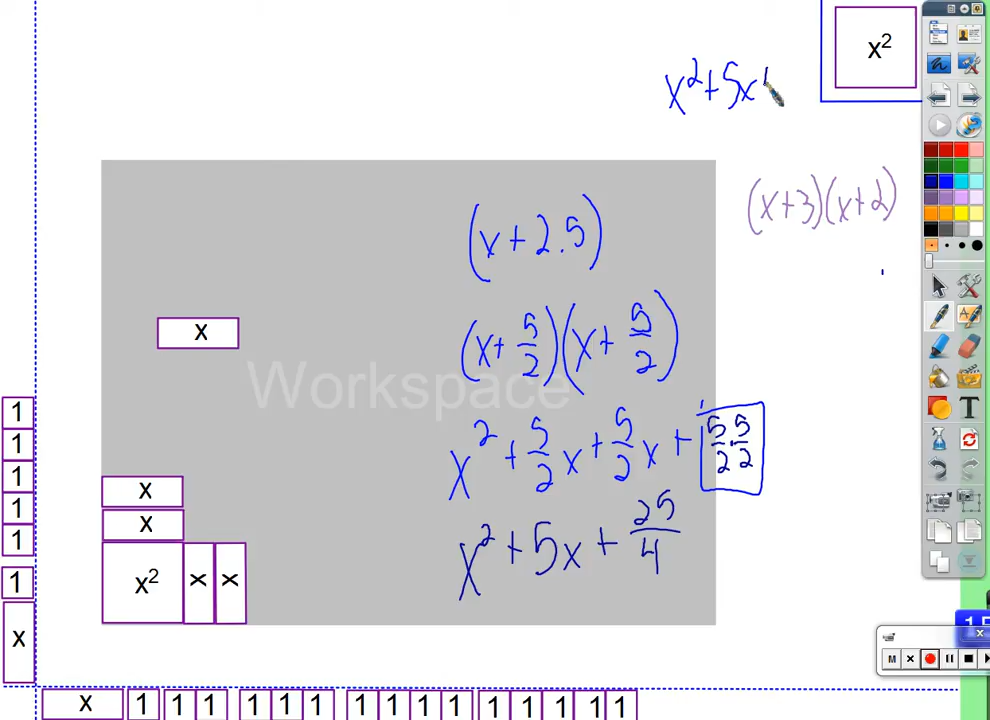 x²
x²+5x
(x+3)(x+2)
(x+2.5)
(x+5/2)(x+5/2)
x
Workspace
x²+5/2x+5/2x+5/2 5/2
x²+5x+25/4
1
1
1
1
1
1
x
x
x
x² x x
x 1 1 1 1 1 1 1 1 1 1 1 1 1 1 1
M
T